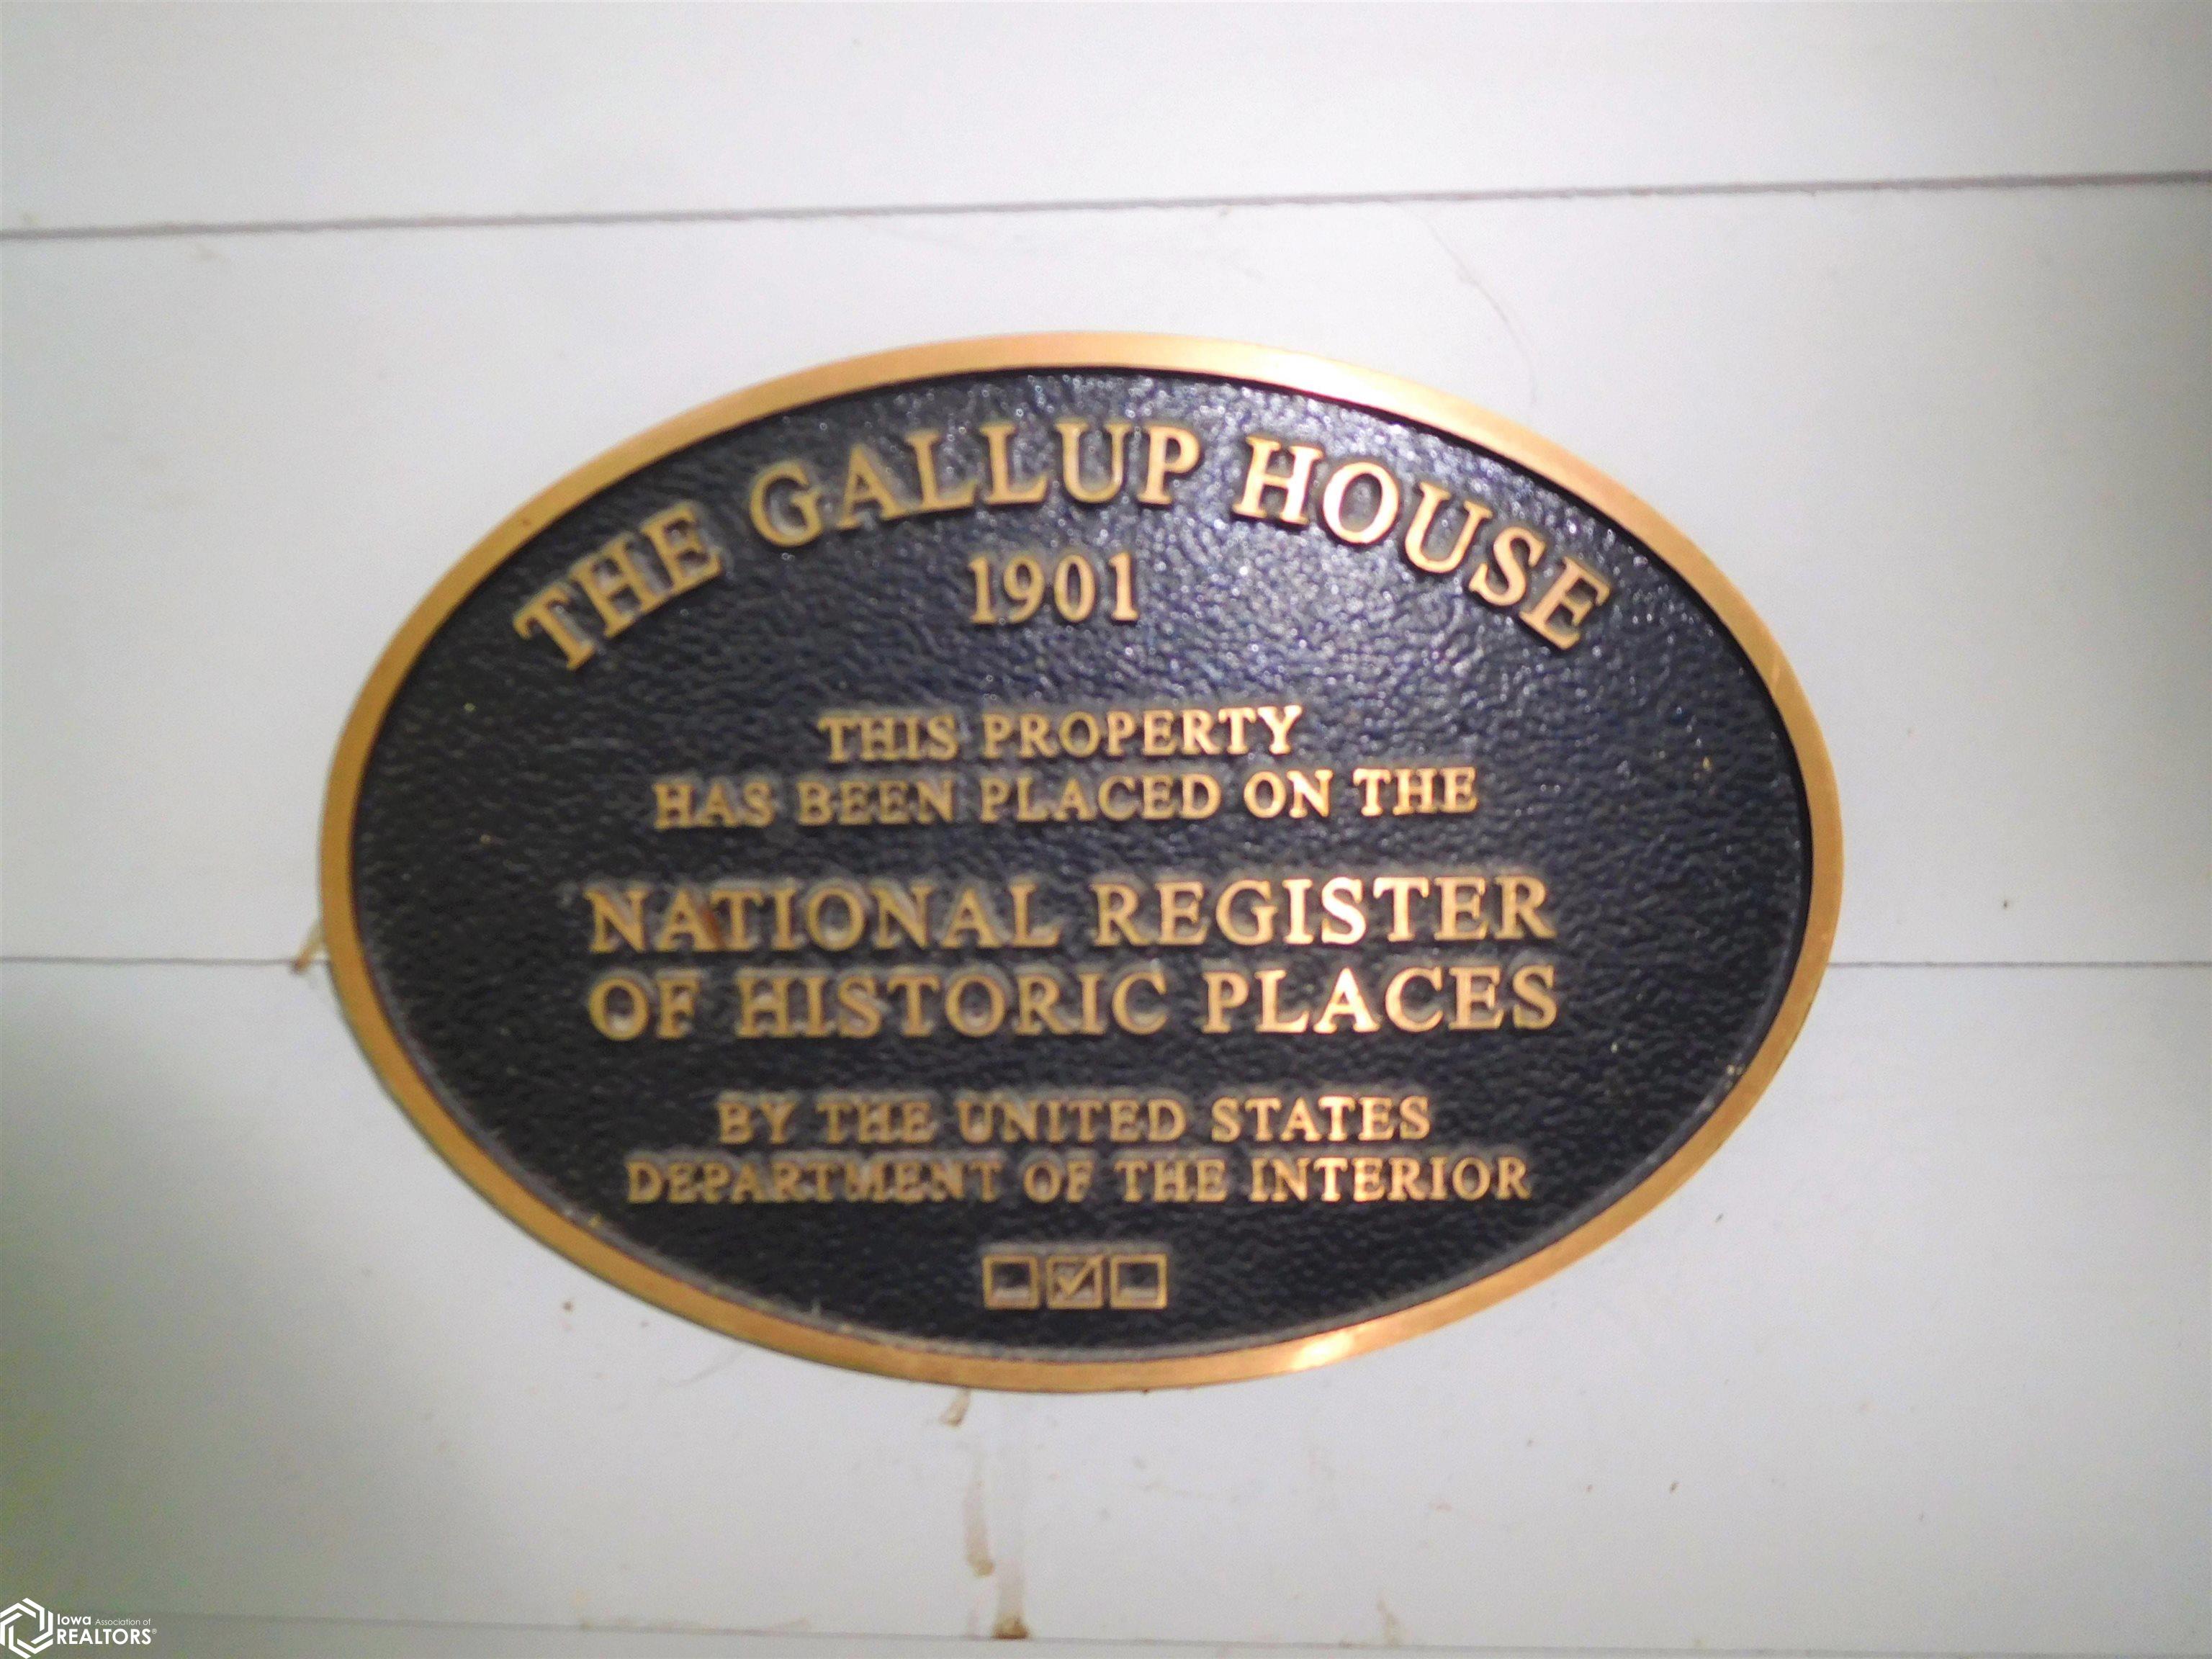 THE GALLUP HOUSE
1901
THIS PROPERTY
HAS BEEN PLACED ON THE
NATIONAL REGISTER
OF HISTORIC PLACES
BY THE UNITED STATES
DEPARTMENT OF THE INTERIOR
Iowa Association of
REALTORS®